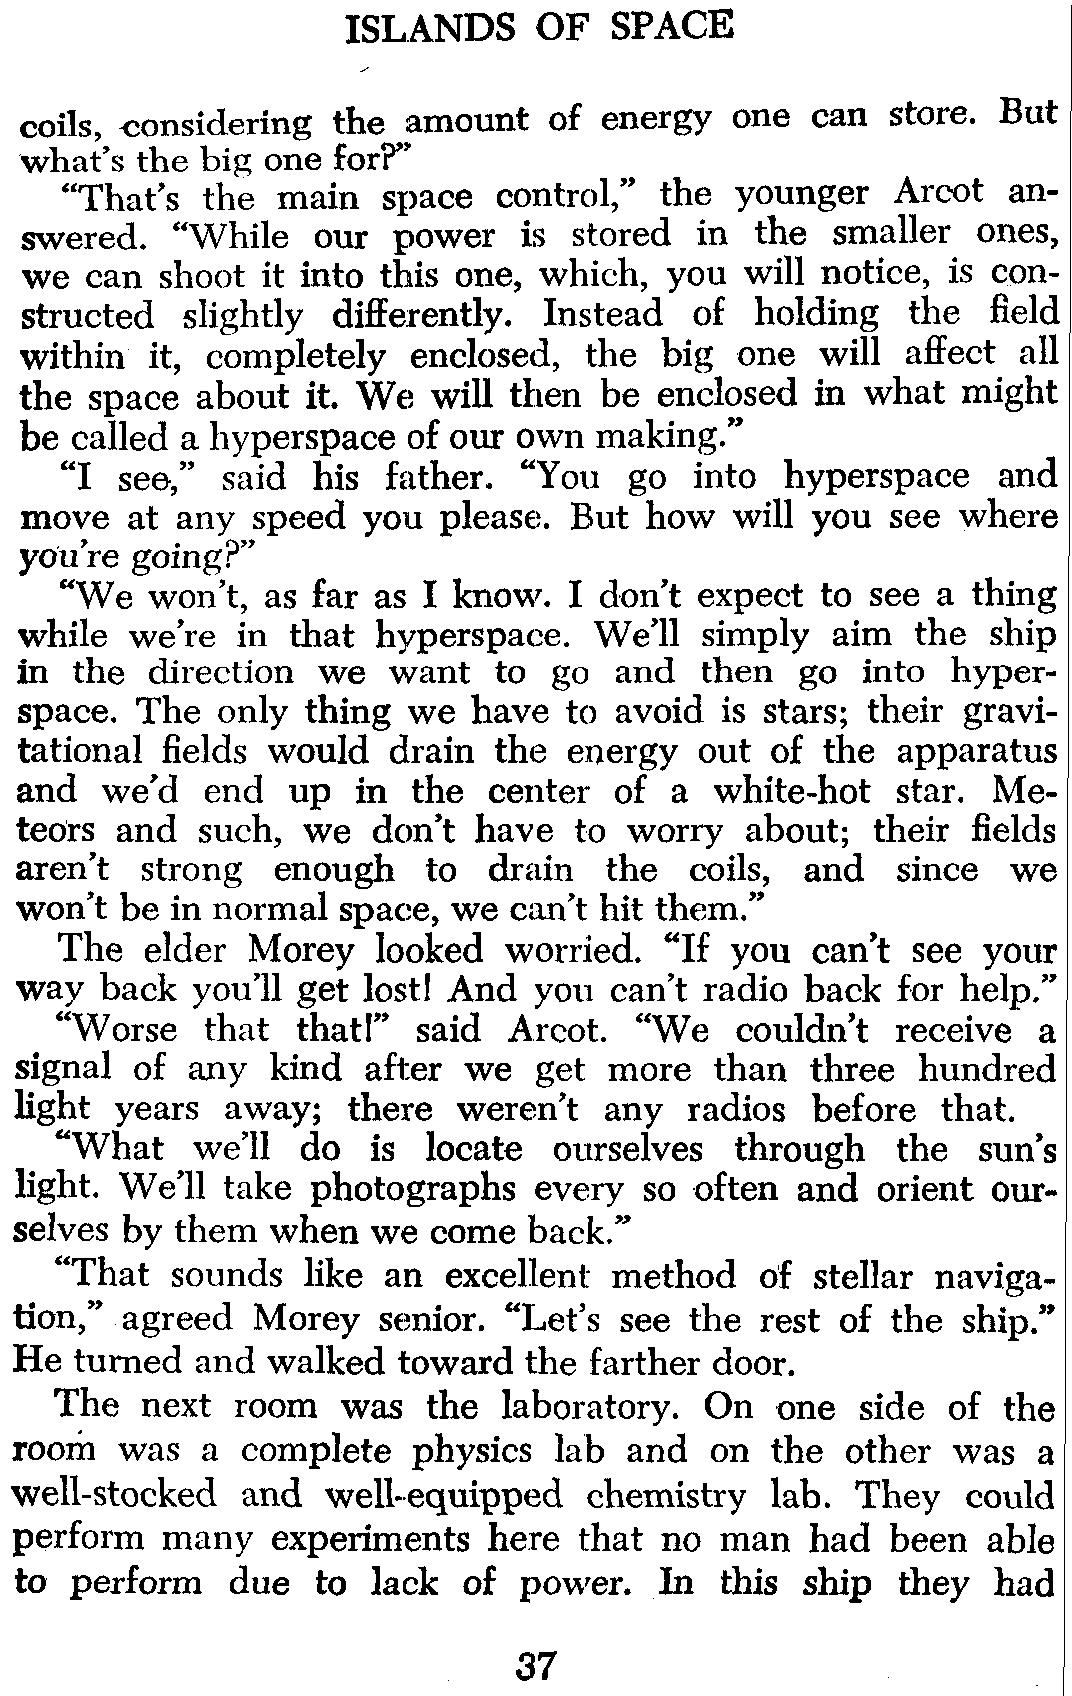 ISLANDS OF SPACE
coils, considering the amount of energy one can store. But
what's the big one for?"
"That's the main space control," the younger Arcot an-
swered. "While our power is stored in the smaller ones,
we can shoot it into this one, which, you will notice, is con-
structed slightly differently. Instead of holding the field
within it, completely enclosed, the big one will affect all
the space about it. We will then be enclosed in what might
be called a hyperspace of our own making."
"I see," said his father. "You go into hyperspace and
move at any speed you please. But how will you see where
you're going?"
"We won't, as far as I know. I don't expect to see a thing
while we're in that hyperspace. We'll simply aim the ship
in the direction we want to go and then go into hyper-
space. The only thing we have to avoid is stars; their gravi-
tational fields would drain the energy out of the apparatus
and we'd end up in the center of a white-hot star. Me-
teors and such, we don't have to worry about; their fields
aren't strong enough to drain the coils, and since we
won't be in normal space, we can't hit them."
The elder Morey looked worried. "If you can't see your
way back you'll get lost! And you can't radio back for help."
"Worse that that!" said Arcot. "We couldn't receive a
signal of any kind after we get more than three hundred
light years away; there weren't any radios before that.
"What we'll do is locate ourselves through the sun's
light. We'll take photographs every so often and orient our-
selves by them when we come back."
"That sounds like an excellent method of stellar naviga-
tion," agreed Morey senior. "Let's see the rest of the ship."
He turned and walked toward the farther door.
The next room was the laboratory. On one side of the
room was a complete physics lab and on the other was a
well-stocked and well-equipped chemistry lab. They could
perform many experiments here that no man had been able
to perform due to lack of power. In this ship they had
37